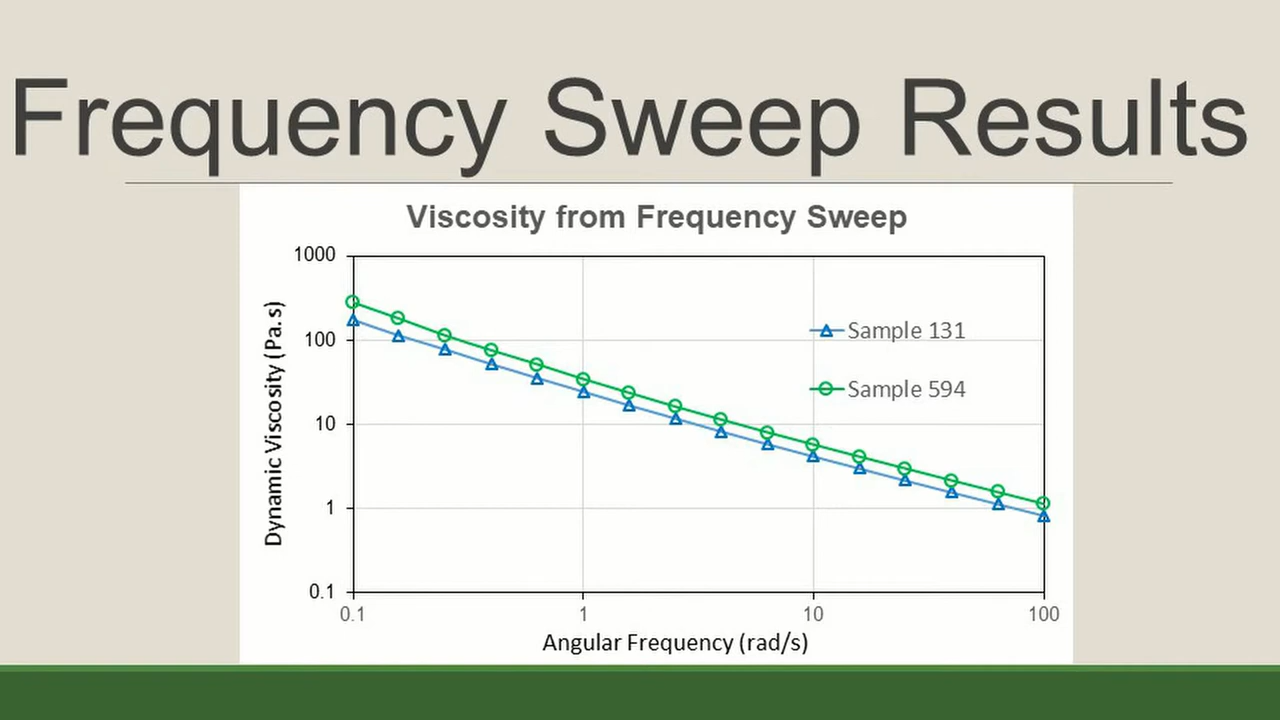 Frequency Sweep Results
Viscosity from Frequency Sweep
1000
100
10
1
0.1
Dynamic Viscosity (Pa.s)
Sample 131
Sample 594
0.1 1 10 100
Angular Frequency (rad/s)